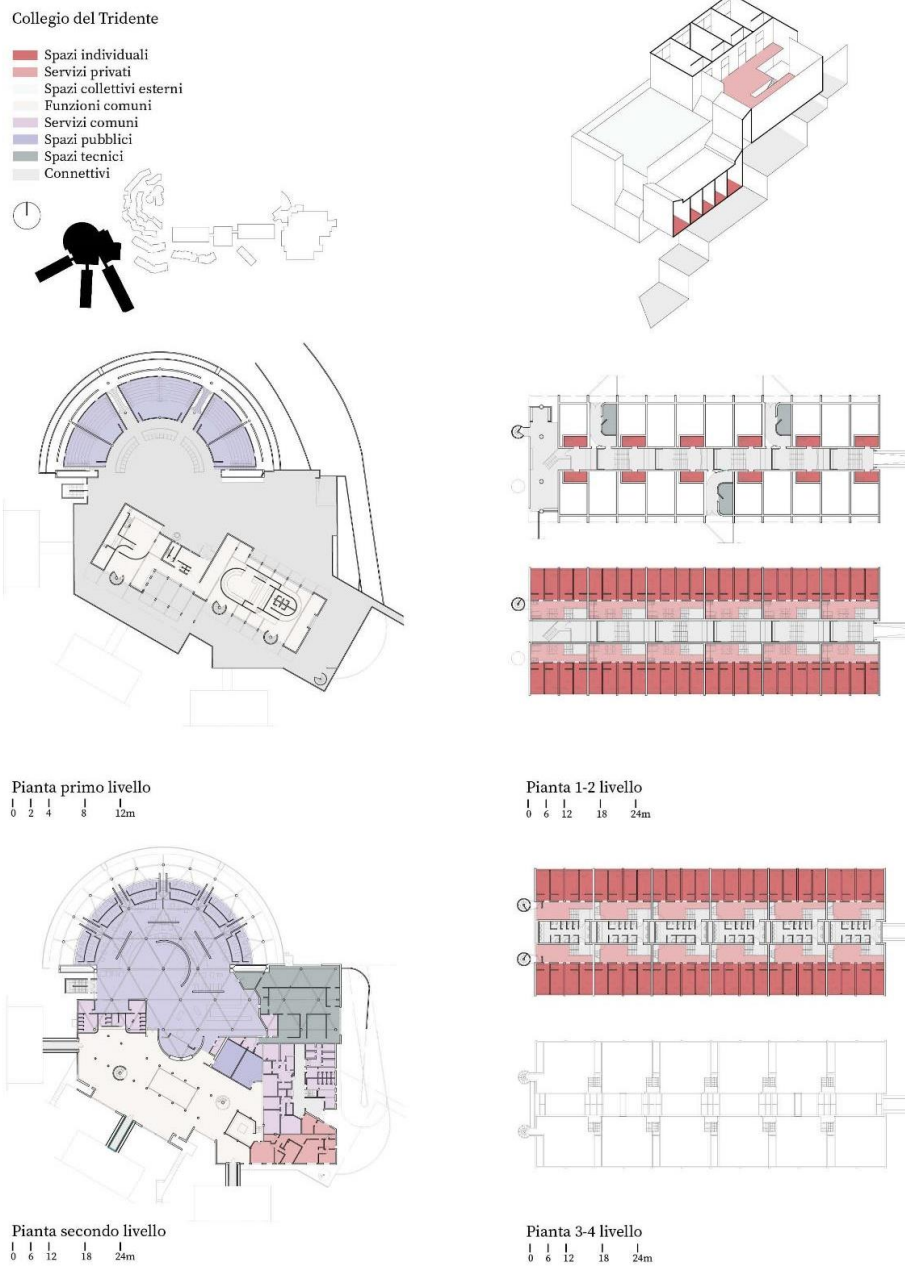 Collegio del Tridente
Spazi individuali
Servizi privati
Spazi collettivi esterni
Funzioni comuni
Servizi comuni
Spazi pubblici
Spazi tecnici
Connettivi
Pianta primo livello
0 2 4 8 12m
Pianta 1-2 livello
0 6 12 18 24m
Pianta secondo livello
0 6 12 18 24m
Pianta 3-4 livello
0 6 12 18 24m